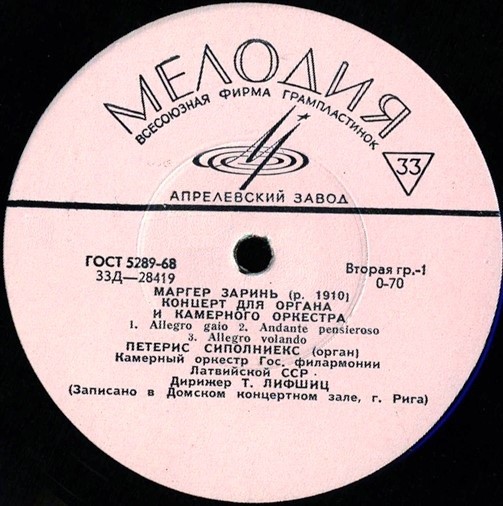 МЕЛОДИЯ
ВСЕСОЮЗНАЯ ФИРМА ГРАМПЛАСТИНОК
33
АПРЕЛЕВСКИЙ ЗАВОД
ГОСТ 5289-68
33Д—28419
Вторая гр.-1
0-70
МАРГЕР ЗАРИНЬ (р. 1910)
КОНЦЕРТ ДЛЯ ОРГАНА
И КАМЕРНОГО ОРКЕСТРА
1. Allegro gaio 2. Andante pensieroso
3. Allegro volando
ПЕТЕРИС СИПОЛНИЕКС (орган)
Камерный оркестр Гос. филармонии
Латвийской ССР
Дирижер Т. ЛИФШИЦ
(Записано в Домском концертном зале, г. Рига)